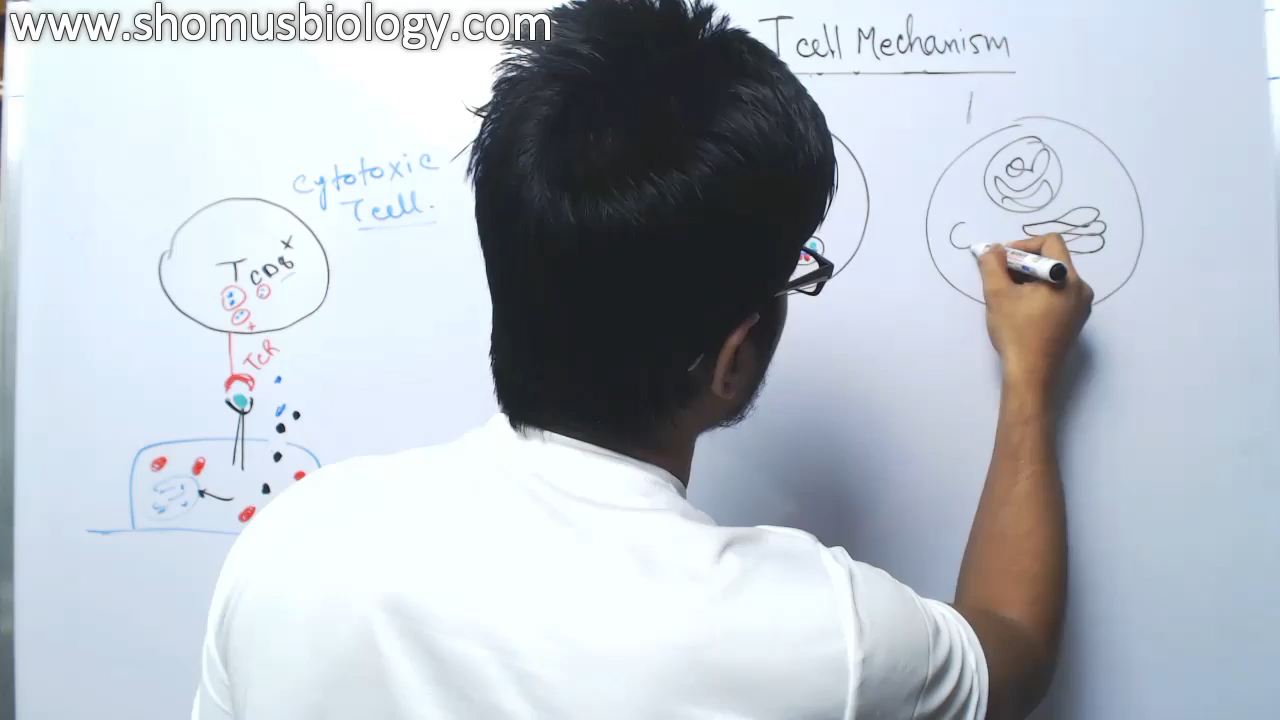 www.shomusbiology.com
T cell Mechanism
Cytotoxic
T cell.
T CD8
TCR